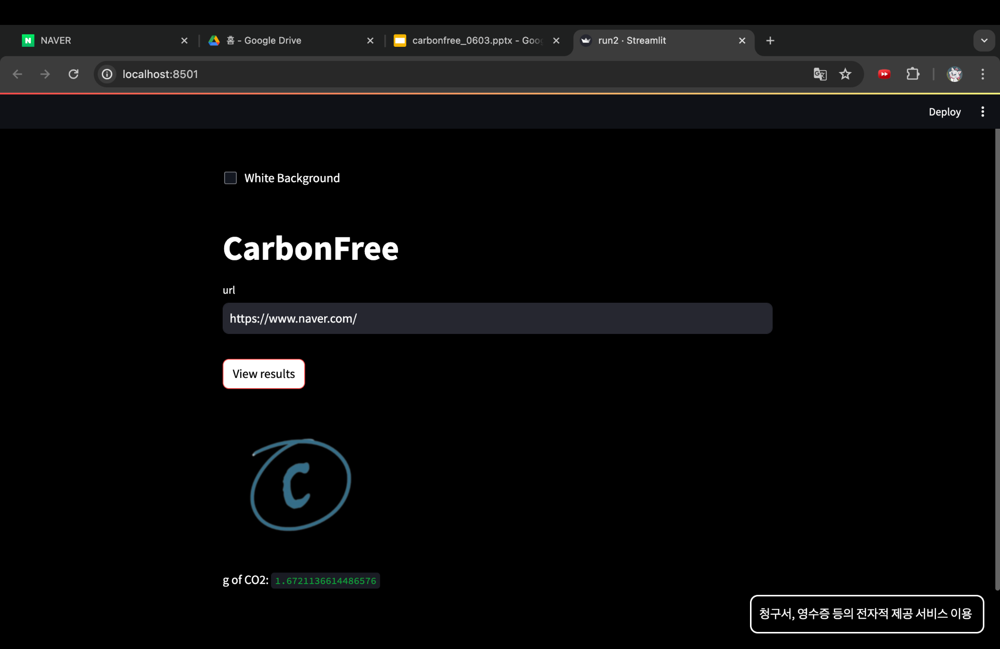 NAVER
홈 - Google Drive
carbonfree_0603.pptx - Goo
run2 · Streamlit
localhost:8501
Deploy
White Background
CarbonFree
url
https://www.naver.com/
View results
C
g of CO2: 1.6721136614486576
청구서, 영수증 등의 전자적 제공 서비스 이용